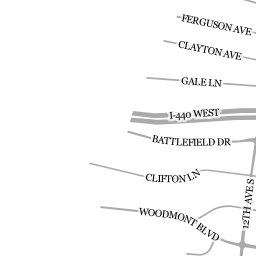 FERGUSON AVE
CLAYTON AVE
GALE LN
I-440 WEST
BATTLEFIELD DR
CLIFTON LN
12TH AVE S
WOODMONT BLVD